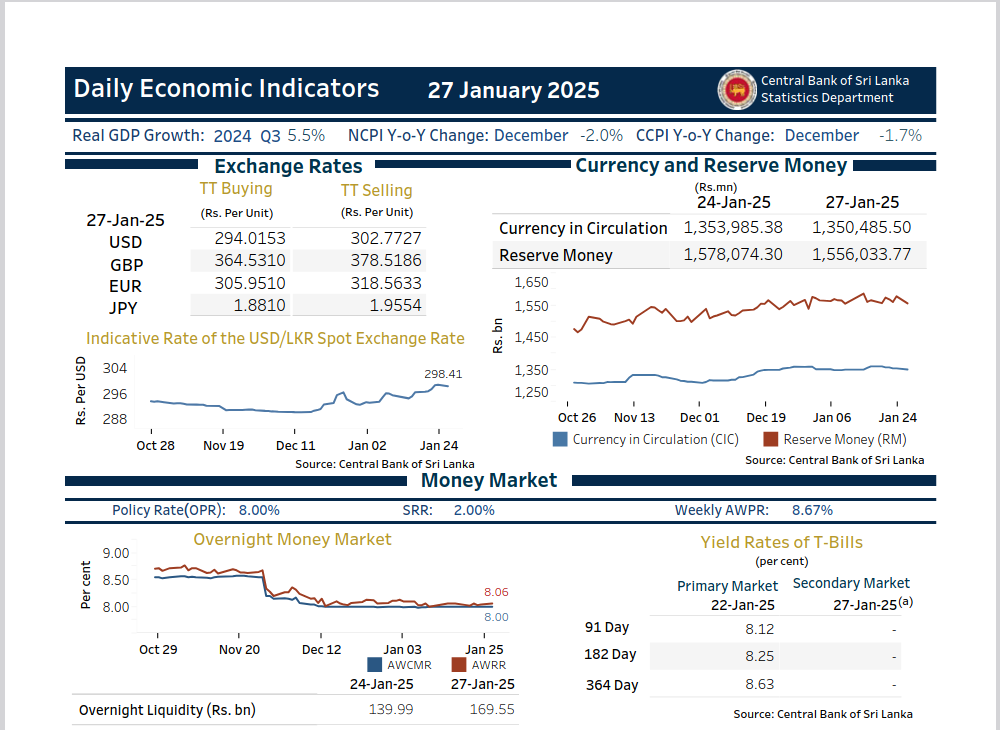 Daily Economic Indicators 27 January 2025
Central Bank of Sri Lanka
Statistics Department
Real GDP Growth: 2024 Q3 5.5% NCPI Y-o-Y Change: December -2.0% CCPI Y-o-Y Change: December -1.7%
Exchange Rates
TT Buying TT Selling
(Rs. Per Unit) (Rs. Per Unit)
27-Jan-25
USD 294.0153 302.7727
GBP 364.5310 378.5186
EUR 305.9510 318.5633
JPY 1.8810 1.9554
Indicative Rate of the USD/LKR Spot Exchange Rate
Rs. Per USD
304
296
288
298.41
Oct 28 Nov 19 Dec 11 Jan 02 Jan 24
Source: Central Bank of Sri Lanka
Currency and Reserve Money
(Rs.mn)
24-Jan-25 27-Jan-25
Currency in Circulation 1,353,985.38 1,350,485.50
Reserve Money 1,578,074.30 1,556,033.77
Rs. bn
1,650
1,550
1,450
1,350
1,250
Oct 26 Nov 13 Dec 01 Dec 19 Jan 06 Jan 24
Currency in Circulation (CIC) Reserve Money (RM)
Source: Central Bank of Sri Lanka
Money Market
Policy Rate(OPR): 8.00% SRR: 2.00% Weekly AWPR: 8.67%
Overnight Money Market
Per cent
9.00
8.50
8.00
8.06
8.00
Oct 29 Nov 20 Dec 12 Jan 03 Jan 25
AWCMR AWRR
24-Jan-25 27-Jan-25
Overnight Liquidity (Rs. bn) 139.99 169.55
Yield Rates of T-Bills
(per cent)
Primary Market Secondary Market
22-Jan-25 27-Jan-25(a)
91 Day 8.12 -
182 Day 8.25 -
364 Day 8.63 -
Source: Central Bank of Sri Lanka